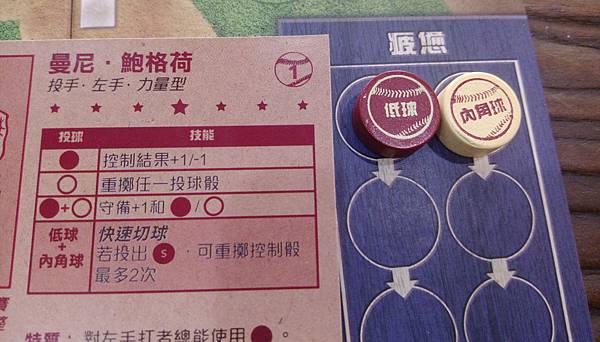 曼尼·鮑格荷
1
投手·左手·力量型
投球 技能
控制結果+1/-1
重擲任一投球骰
+ 守備+1和 /
低球
+
內角球
快速切球
若投出 S ，可重擲控制骰
最多2次
特質： 對左手打者總能使用 。
疲憊
低球
內角球